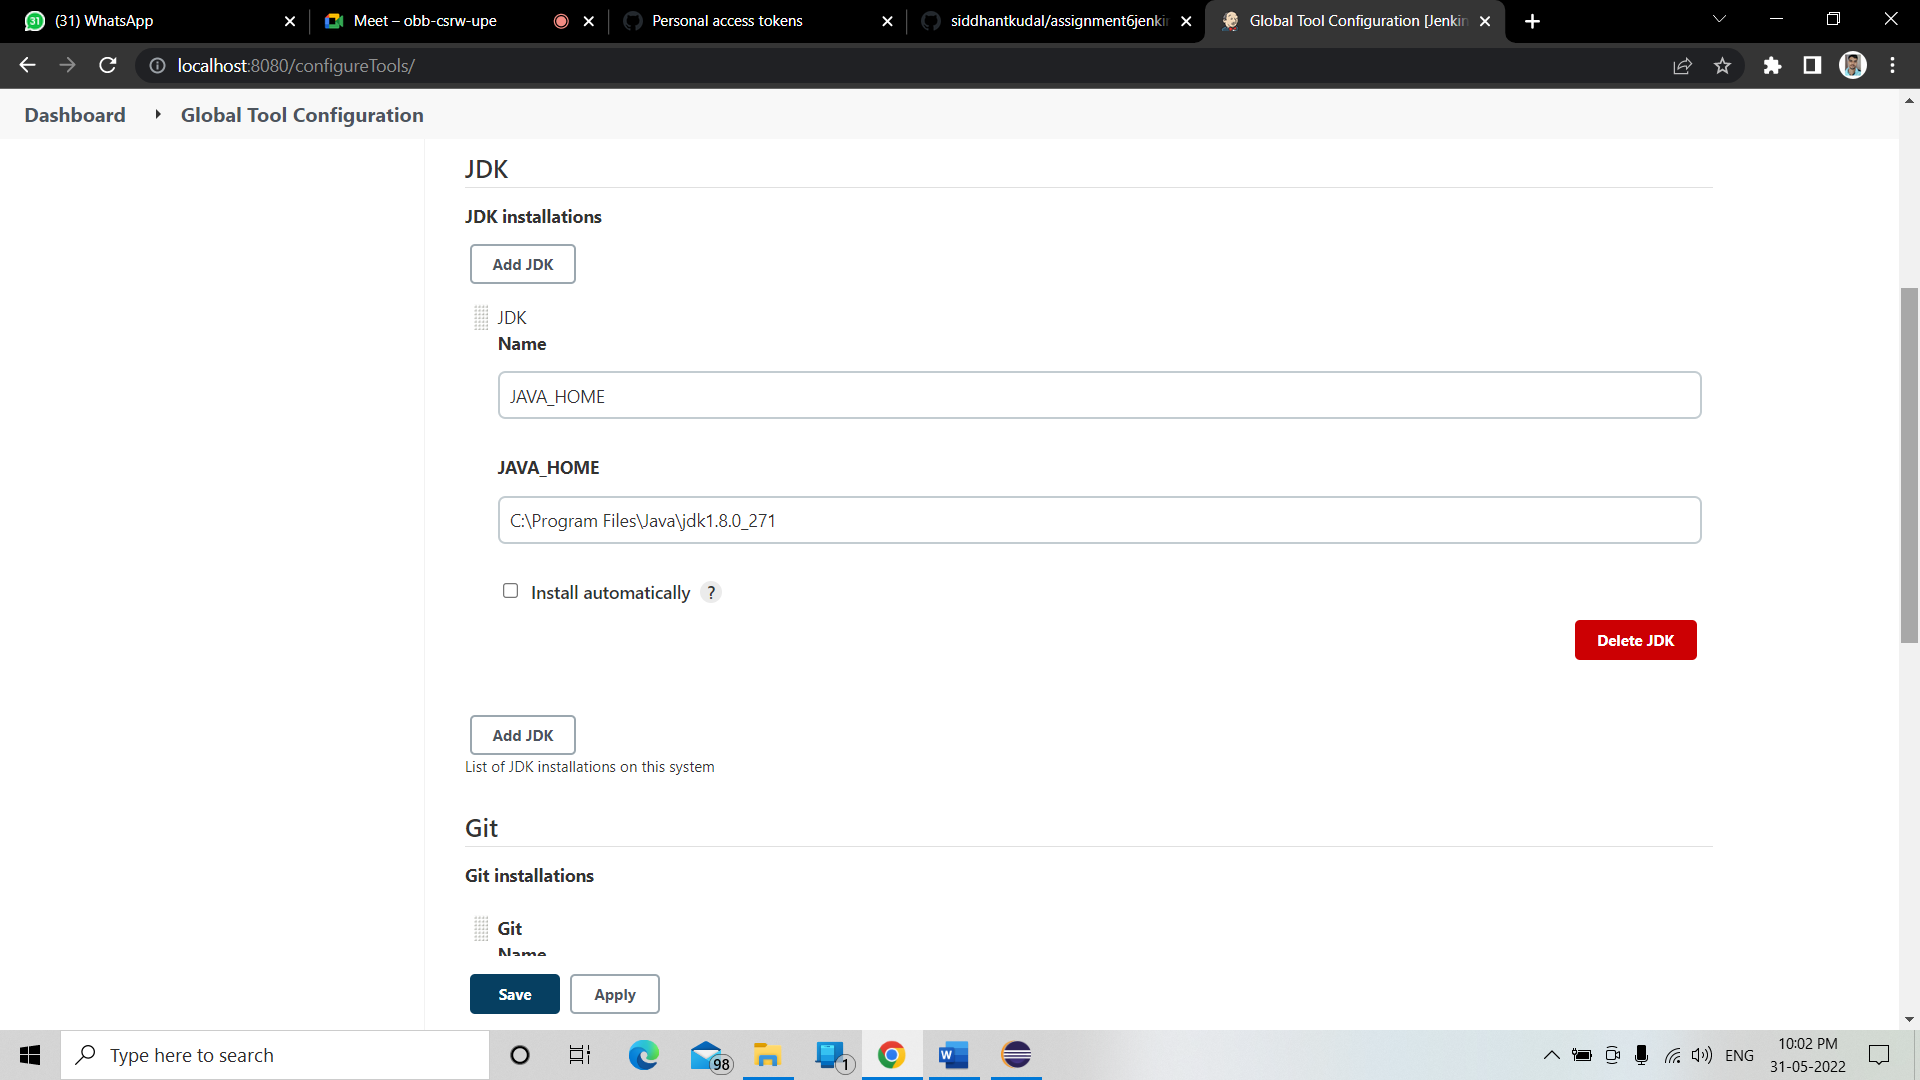 (31) WhatsApp
Meet – obb-csrw-upe
Personal access tokens
siddhantkudal/assignment6jenkin
Global Tool Configuration [Jenkin
localhost:8080/configureTools/
Dashboard
Global Tool Configuration
JDK
JDK installations
Add JDK
JDK
Name
JAVA_HOME
JAVA_HOME
C:\Program Files\Java\jdk1.8.0_271
Install automatically ?
Delete JDK
Add JDK
List of JDK installations on this system
Git
Git installations
Git
Name
Save
Apply
Type here to search
98
1
ENG
10:02 PM
31-05-2022